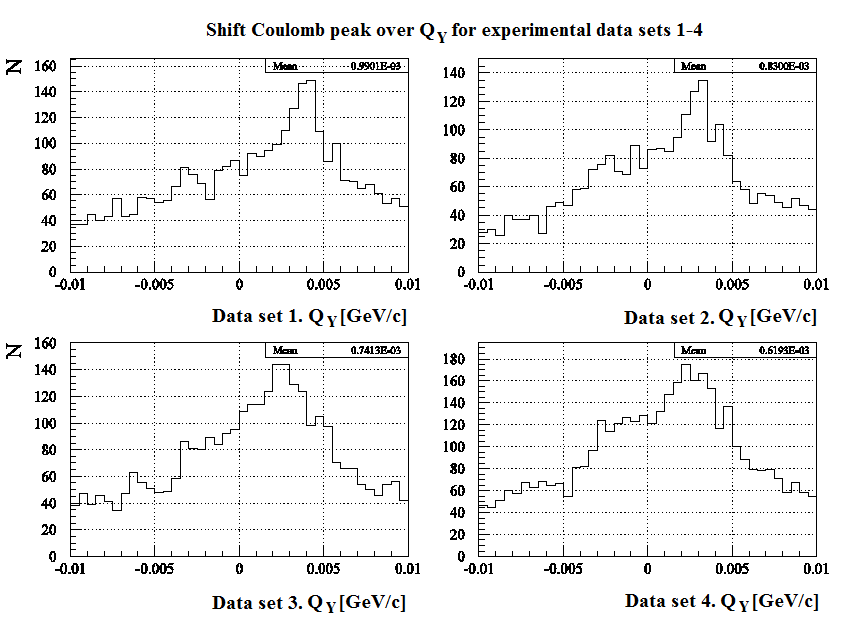 Shift Coulomb peak over QY for experimental data sets 1-4
N
Mean 0.9901E-03
160
140
120
100
80
60
40
20
0
-0.01 -0.005 0 0.005 0.01
Data set 1. QY[GeV/c]
Mean 0.8300E-03
140
120
100
80
60
40
20
0
-0.01 -0.005 0 0.005 0.01
Data set 2. QY[GeV/c]
N
Mean 0.7413E-03
160
140
120
100
80
60
40
20
0
-0.01 -0.005 0 0.005 0.01
Data set 3. QY[GeV/c]
Mean 0.6193E-03
180
160
140
120
100
80
60
40
20
0
-0.01 -0.005 0 0.005 0.01
Data set 4. QY[GeV/c]